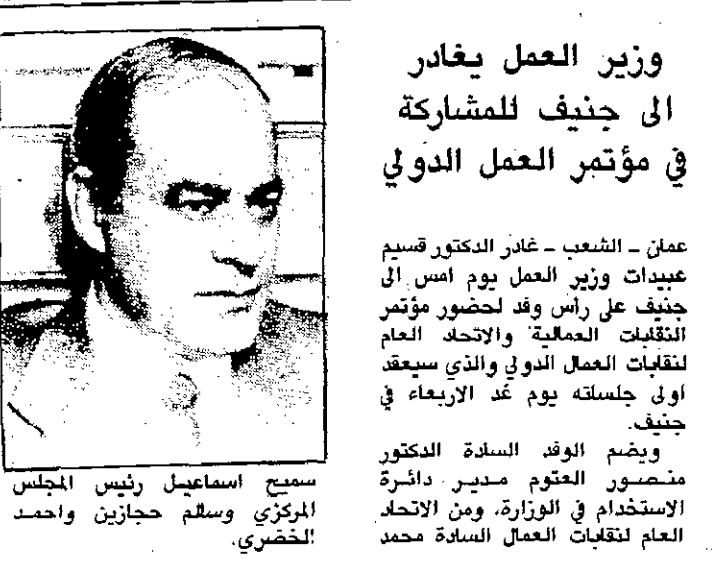 وزير العمل يغادر
الى جنيف للمشاركة
في مؤتمر العمل الدولي
عمان ـ الشعب ـ غادر الدكتور قسيم
عبيدات وزير العمل يوم امس الى
جنيف على رأس وفد لحضور مؤتمر
النقابات العمالية والاتحاد العام
لنقابات العمال الدولي والذي سيعقد
اولى جلساته يوم غد الاربعاء في
جنيف.
ويضم الوفد السادة الدكتور
منصور العتوم مدير دائرة
الاستخدام في الوزارة، ومن الاتحاد
العام لنقابات العمال السادة محمد
سميح اسماعيل رئيس المجلس
المركزي وسالم حجازين واحمد
الخضري.